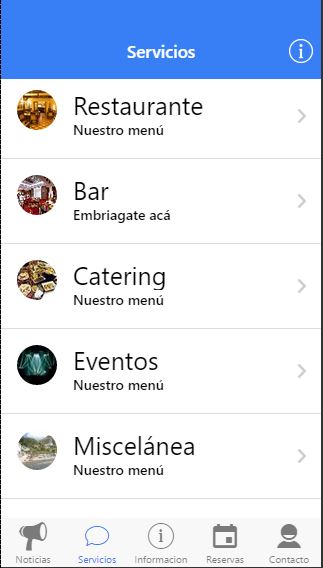 Servicios
Restaurante
Nuestro menú
Bar
Embriagate acá
Catering
Nuestro menú
Eventos
Nuestro menú
Miscelánea
Nuestro menú
Noticias Servicios Informacion Reservas Contacto